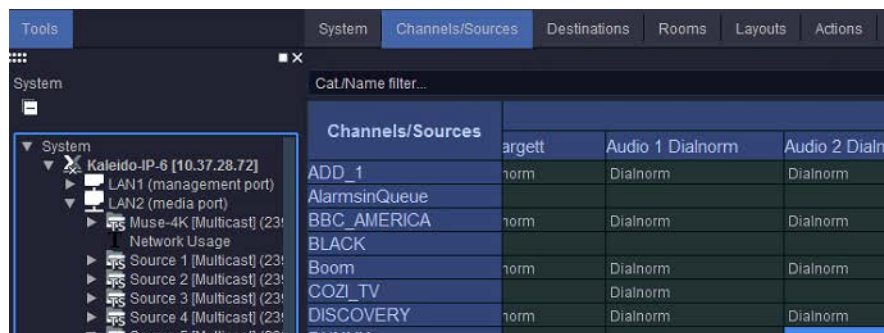 Tools
System Channels/Sources Destinations Rooms Layouts Actions
System
Cat./Name filter...
System
Kaleido-IP-6 [10.37.28.72]
LAN1 (management port)
LAN2 (media port)
Muse-4K [Multicast]
Network Usage
Source 1 [Multicast]
Source 2 [Multicast]
Source 3 [Multicast]
Source 4 [Multicast]
Channels/Sources
Audio 1 Dialnorm Audio 2
ADD_1 Dialnorm Dialnorm
AlarmsinQueue
BBC_AMERICA Dialnorm Dialnorm
BLACK
Boom Dialnorm Dialnorm
COZI_TV Dialnorm
DISCOVERY Dialnorm Dialnorm